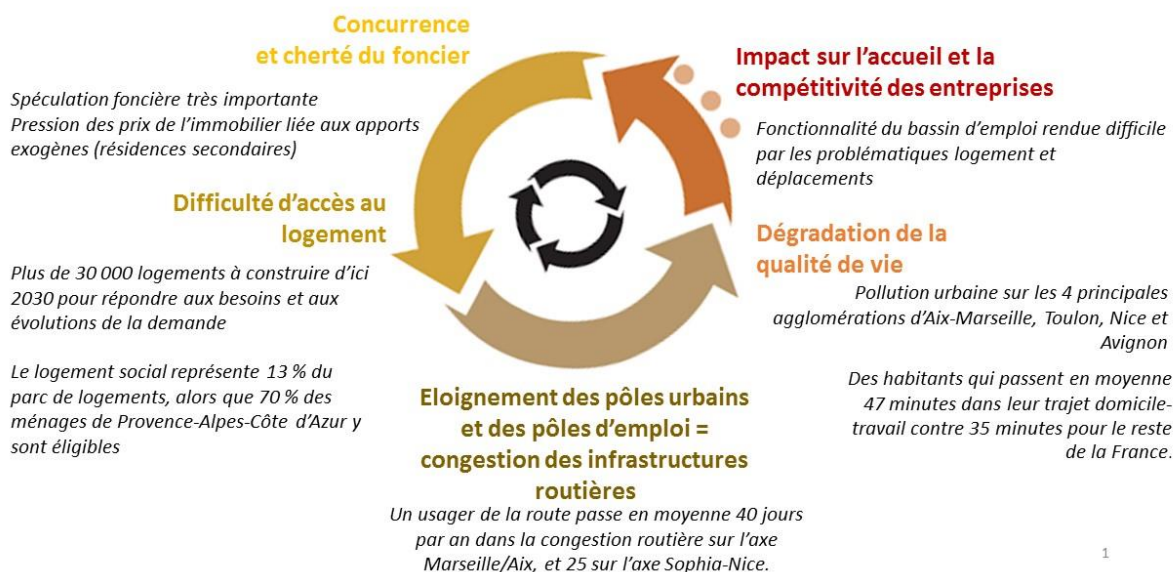 Concurrence
et cherté du foncier
Spéculation foncière très importante
Pression des prix de l'immobilier liée aux apports
exogènes (résidences secondaires)
Difficulté d'accès au
logement
Plus de 30 000 logements à construire d'ici
2030 pour répondre aux besoins et aux
évolutions de la demande
Le logement social représente 13 % du
parc de logements, alors que 70 % des
ménages de Provence-Alpes-Côte d'Azur y
sont éligibles
Eloignement des pôles urbains
et des pôles d'emploi =
congestion des infrastructures
routières
Un usager de la route passe en moyenne 40 jours
par an dans la congestion routière sur l'axe
Marseille/Aix, et 25 sur l'axe Sophia-Nice.
Impact sur l'accueil et la
compétitivité des entreprises
Fonctionnalité du bassin d'emploi rendue difficile
par les problématiques logement et
déplacements
Dégradation de la
qualité de vie
Pollution urbaine sur les 4 principales
agglomérations d'Aix-Marseille, Toulon, Nice et
Avignon
Des habitants qui passent en moyenne
47 minutes dans leur trajet domicile-
travail contre 35 minutes pour le reste
de la France.
1